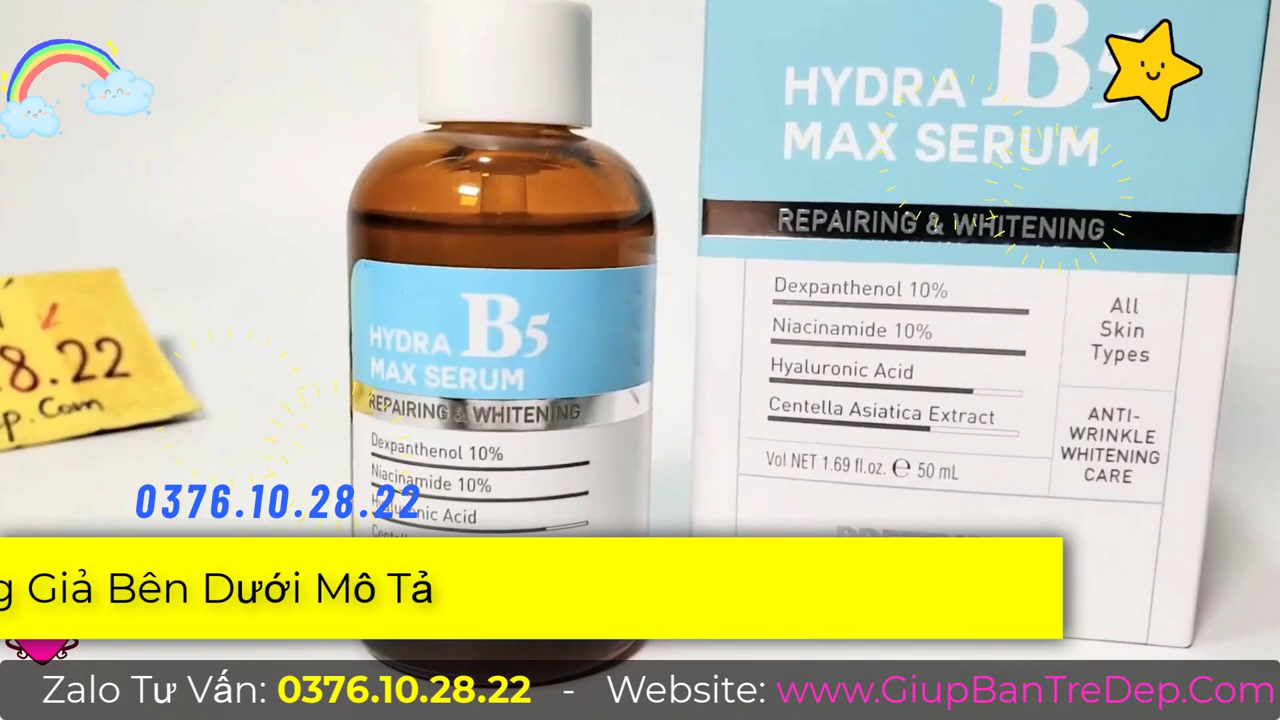 HYDRA B5
MAX SERUM
REPAIRING & WHITENING
Dexpanthenol 10%
Niacinamide 10%
Hyaluronic Acid
Centella Asiatica Extract
Vol NET 1.69 fl.oz. ℮ 50 mL
All
Skin
Types
ANTI-
WRINKLE
WHITENING
CARE
HYDRA B5
MAX SERUM
REPAIRING & WHITENING
Dexpanthenol 10%
Niacinamide 10%
Hyaluronic Acid
8.22
p.Com
0376.10.28.22
g Giả Bên Dưới Mô Tả
Zalo Tư Vấn: 0376.10.28.22 - Website: www.GiupBanTreDep.Com